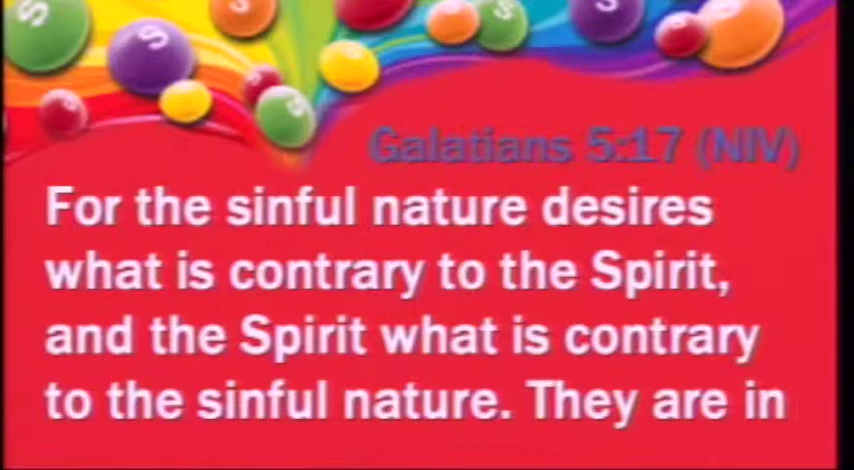 Galatians 5:17 (NIV)
For the sinful nature desires
what is contrary to the Spirit,
and the Spirit what is contrary
to the sinful nature. They are in